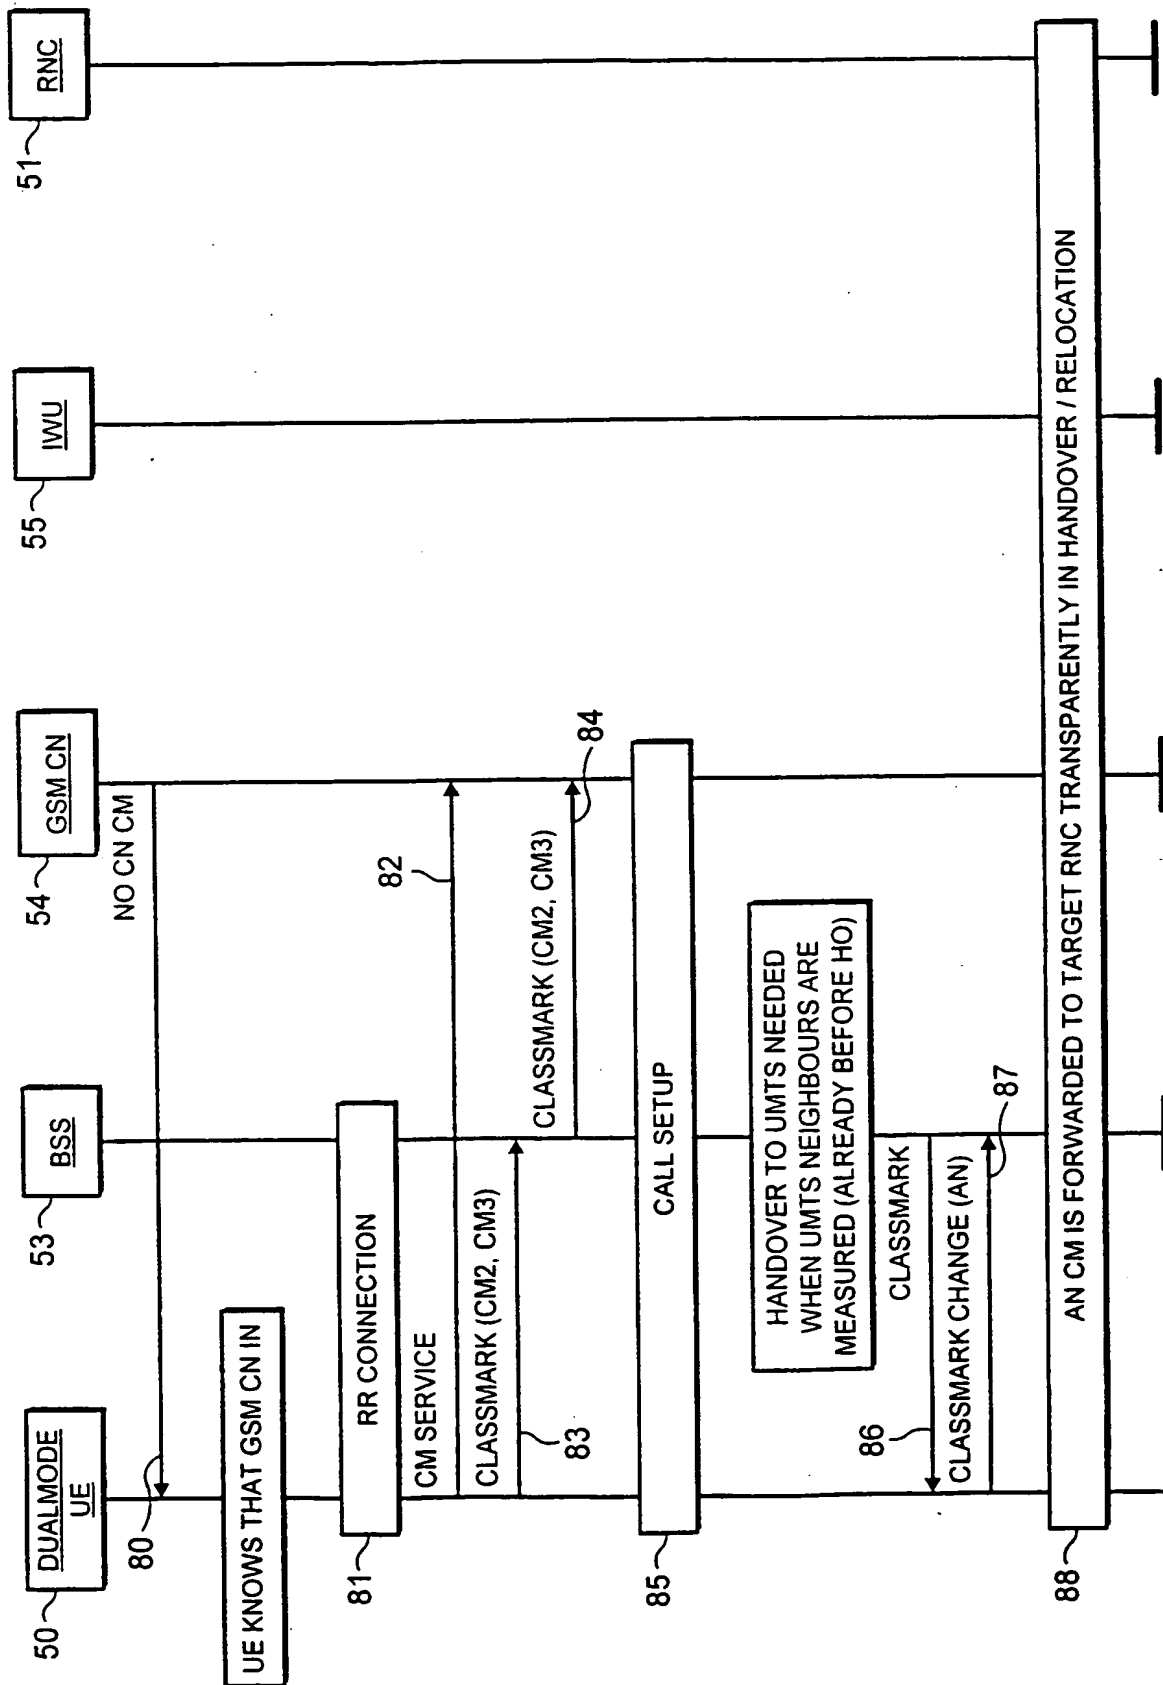 50
DUALMODE
UE
53
BSS
54
GSM CN
55
IWU
51
RNC
NO CN CM
80
UE KNOWS THAT GSM CN IN
RR CONNECTION
81
CM SERVICE
82
CLASSMARK (CM2, CM3)
83
CLASSMARK (CM2, CM3)
84
CALL SETUP
85
HANDOVER TO UMTS NEEDED
WHEN UMTS NEIGHBOURS ARE
MEASURED (ALREADY BEFORE HO)
CLASSMARK
86
CLASSMARK CHANGE (AN)
87
AN CM IS FORWARDED TO TARGET RNC TRANSPARENTLY IN HANDOVER / RELOCATION
88